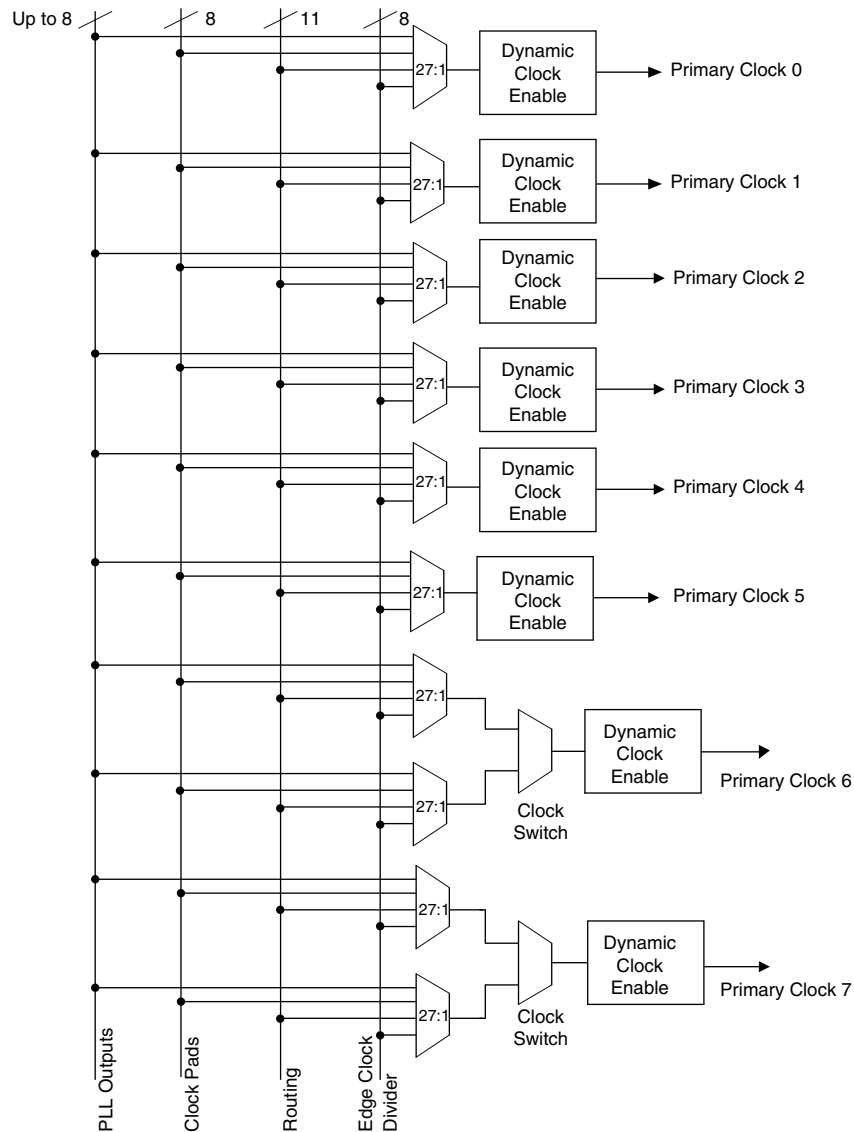 Up to 8
8
11
8
27:1
Dynamic
Clock
Enable
Primary Clock 0
27:1
Dynamic
Clock
Enable
Primary Clock 1
27:1
Dynamic
Clock
Enable
Primary Clock 2
27:1
Dynamic
Clock
Enable
Primary Clock 3
27:1
Dynamic
Clock
Enable
Primary Clock 4
27:1
Dynamic
Clock
Enable
Primary Clock 5
27:1
27:1
Clock
Switch
Dynamic
Clock
Enable
Primary Clock 6
27:1
27:1
Clock
Switch
Dynamic
Clock
Enable
Primary Clock 7
PLL Outputs
Clock Pads
Routing
Edge Clock
Divider